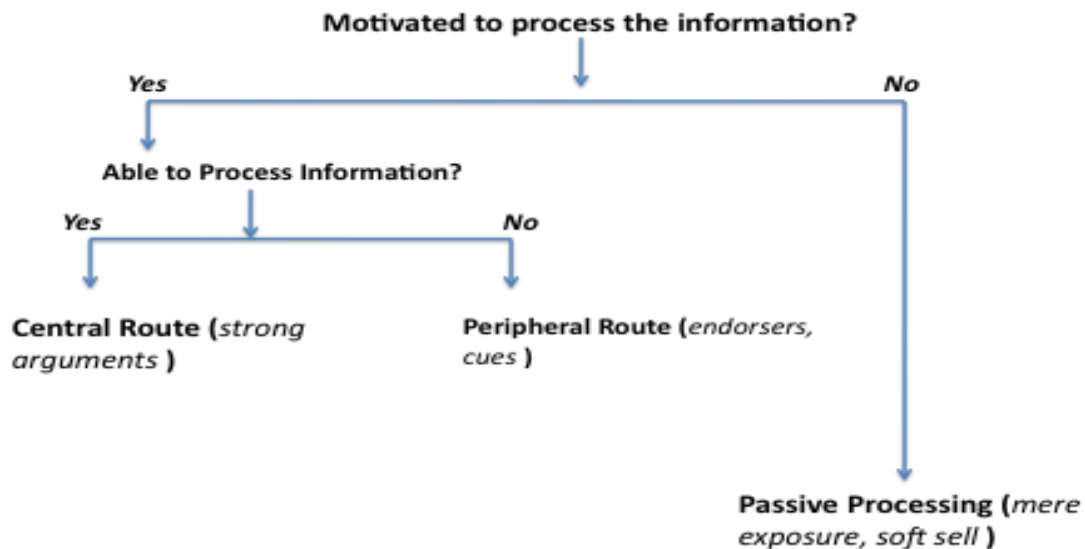 Motivated to process the information?
Yes
No
Able to Process Information?
Yes
No
Central Route (strong
arguments )
Peripheral Route (endorsers,
cues )
Passive Processing (mere
exposure, soft sell )